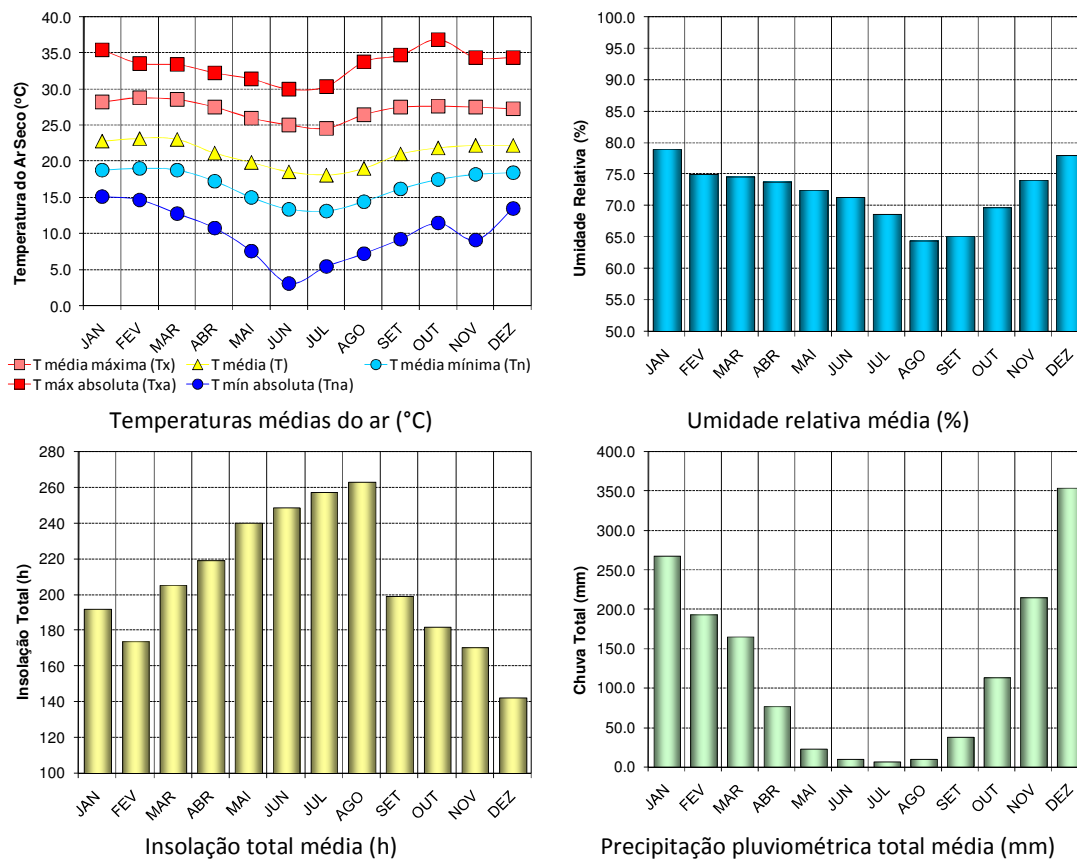 Temperatura do Ar Seco (ºC)
40.0
35.0
30.0
25.0
20.0
15.0
10.0
5.0
0.0
JAN FEV MAR ABR MAI JUN JUL AGO SET OUT NOV DEZ
T média máxima (Tx) T média (T) T média mínima (Tn)
T máx absoluta (Txa) T mín absoluta (Tna)
Temperaturas médias do ar (°C)
Umidade Relativa (%)
100.0
95.0
90.0
85.0
80.0
75.0
70.0
65.0
60.0
55.0
50.0
JAN FEV MAR ABR MAI JUN JUL AGO SET OUT NOV DEZ
Umidade relativa média (%)
Insolação Total (h)
280
260
240
220
200
180
160
140
120
100
JAN FEV MAR ABR MAI JUN JUL AGO SET OUT NOV DEZ
Insolação total média (h)
Chuva Total (mm)
400.0
350.0
300.0
250.0
200.0
150.0
100.0
50.0
0.0
JAN FEV MAR ABR MAI JUN JUL AGO SET OUT NOV DEZ
Precipitação pluviométrica total média (mm)